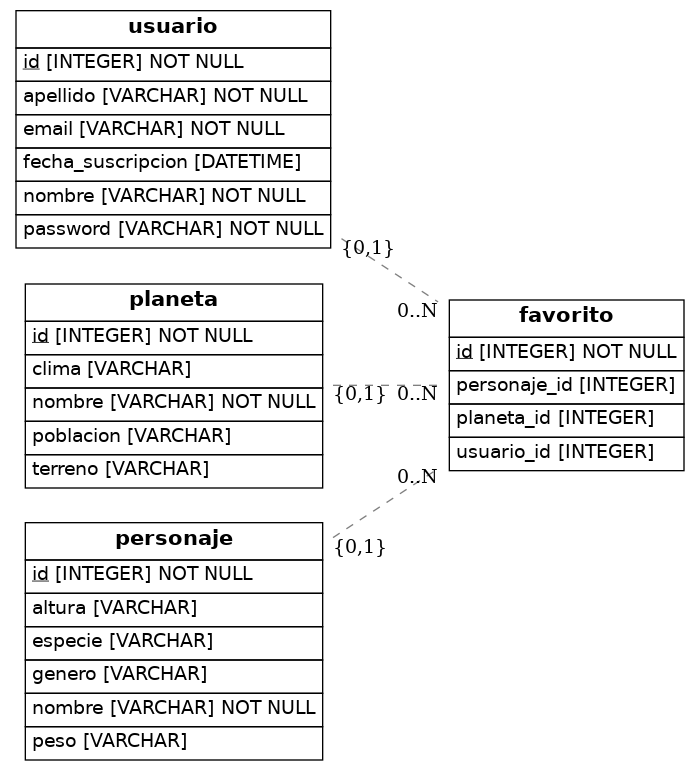 usuario
id [INTEGER] NOT NULL
apellido [VARCHAR] NOT NULL
email [VARCHAR] NOT NULL
fecha_suscripcion [DATETIME]
nombre [VARCHAR] NOT NULL
password [VARCHAR] NOT NULL
{0,1}
0..N
planeta
id [INTEGER] NOT NULL
clima [VARCHAR]
nombre [VARCHAR] NOT NULL
poblacion [VARCHAR]
terreno [VARCHAR]
{0,1}
0..N
favorito
id [INTEGER] NOT NULL
personaje_id [INTEGER]
planeta_id [INTEGER]
usuario_id [INTEGER]
0..N
{0,1}
personaje
id [INTEGER] NOT NULL
altura [VARCHAR]
especie [VARCHAR]
genero [VARCHAR]
nombre [VARCHAR] NOT NULL
peso [VARCHAR]